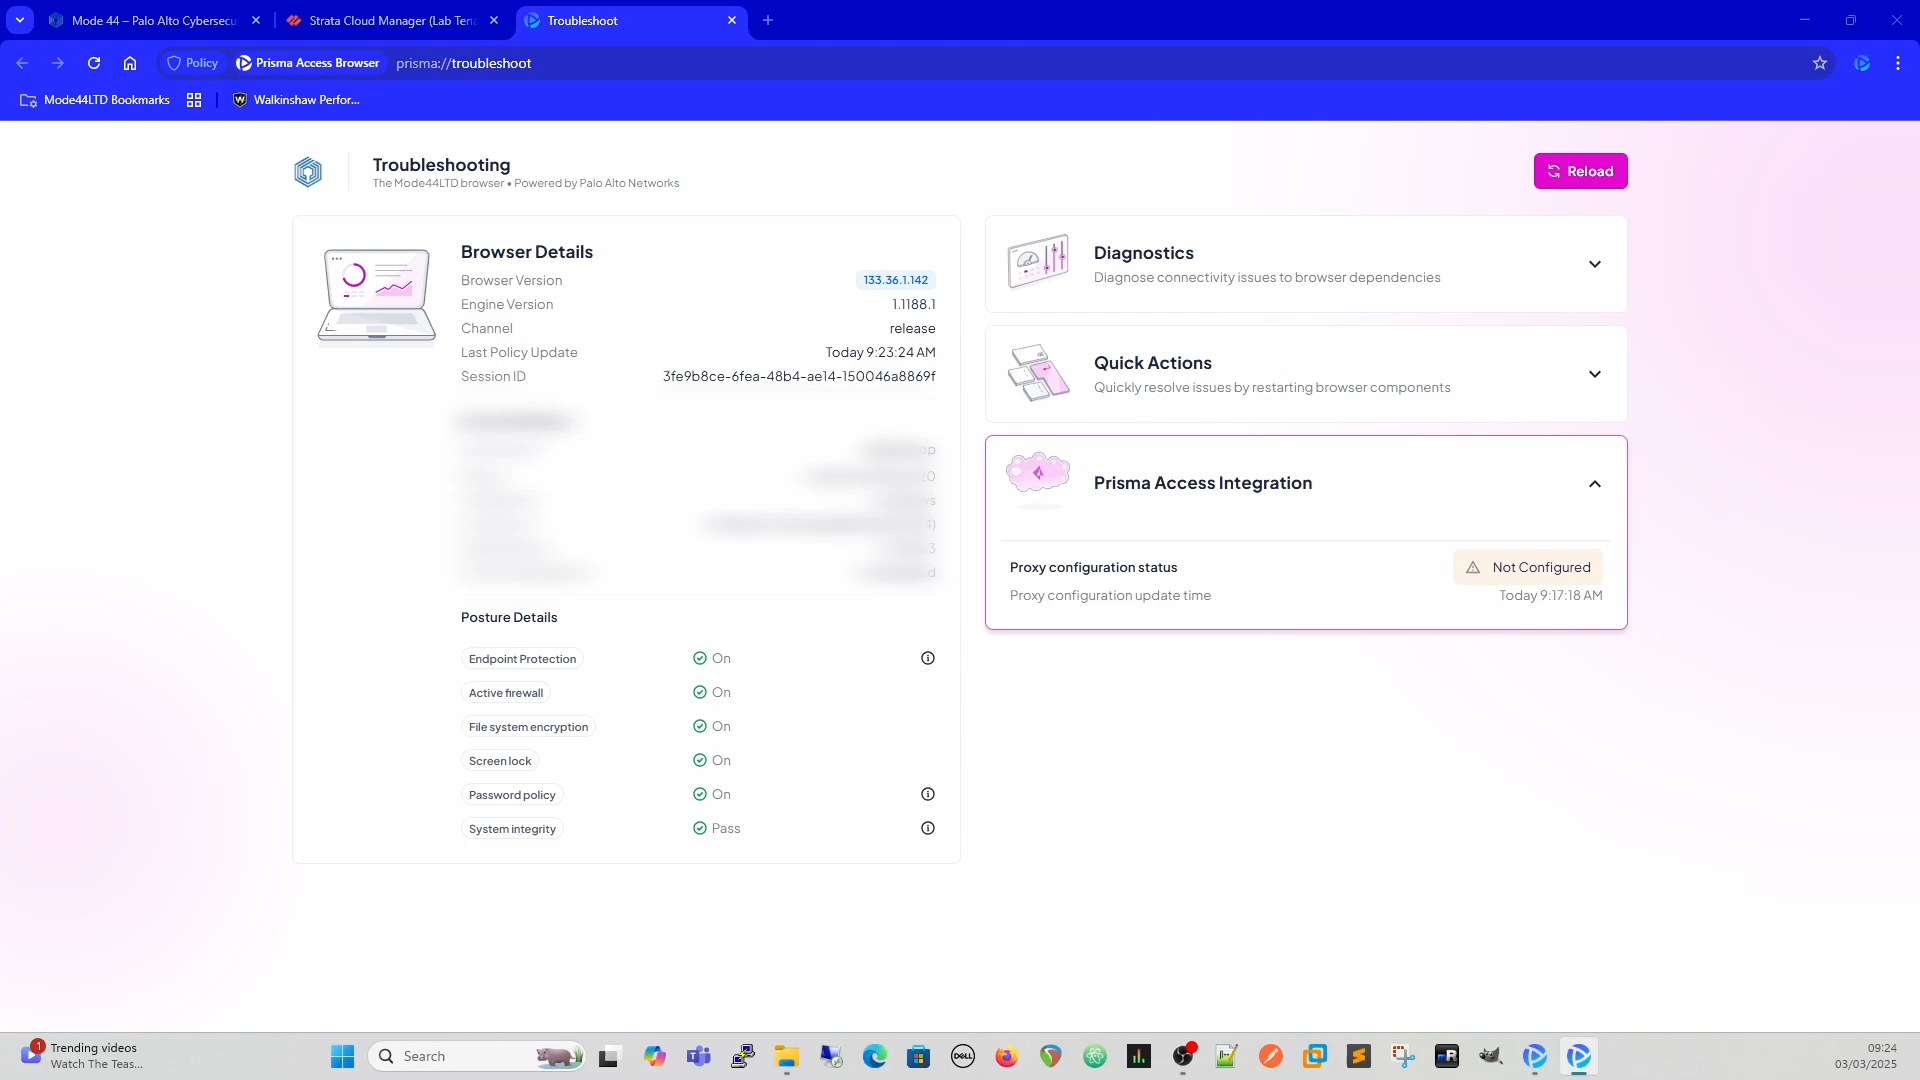 Mode 44 – Palo Alto Cybersecu
Strata Cloud Manager (Lab Ten
Troubleshoot
Policy
Prisma Access Browser
prisma://troubleshoot
Mode44LTD Bookmarks
Walkinshaw Perfor...
Troubleshooting
The Mode44LTD browser • Powered by Palo Alto Networks
Reload
Browser Details
Browser Version 133.36.1.142
Engine Version 1.1188.1
Channel release
Last Policy Update Today 9:23:24 AM
Session ID 3fe9b8ce-6fea-48b4-ae14-150046a8869f
Posture Details
Endpoint Protection On
Active firewall On
File system encryption On
Screen lock On
Password policy On
System integrity Pass
Diagnostics
Diagnose connectivity issues to browser dependencies
Quick Actions
Quickly resolve issues by restarting browser components
Prisma Access Integration
Proxy configuration status Not Configured
Proxy configuration update time Today 9:17:18 AM
1
Trending videos
Watch The Teas...
Search
DELL
mR
09:24
03/03/2025